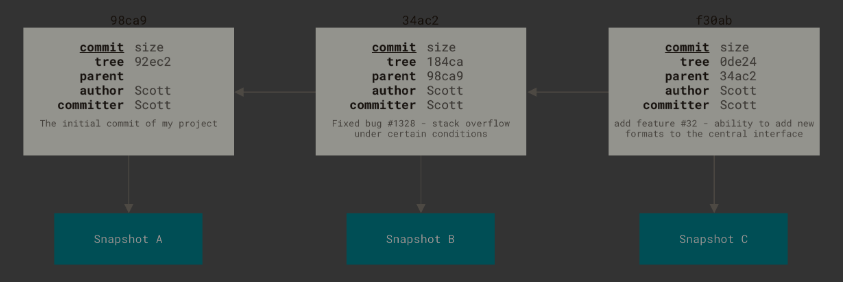 98ca9
34ac2
f30ab
commit size
tree 92ec2
parent
author Scott
committer Scott
The initial commit of my project
commit size
tree 184ca
parent 98ca9
author Scott
committer Scott
Fixed bug #1328 - stack overflow
under certain conditions
commit size
tree 0de24
parent 34ac2
author Scott
committer Scott
add feature #32 - ability to add new
formats to the central interface
Snapshot A
Snapshot B
Snapshot C